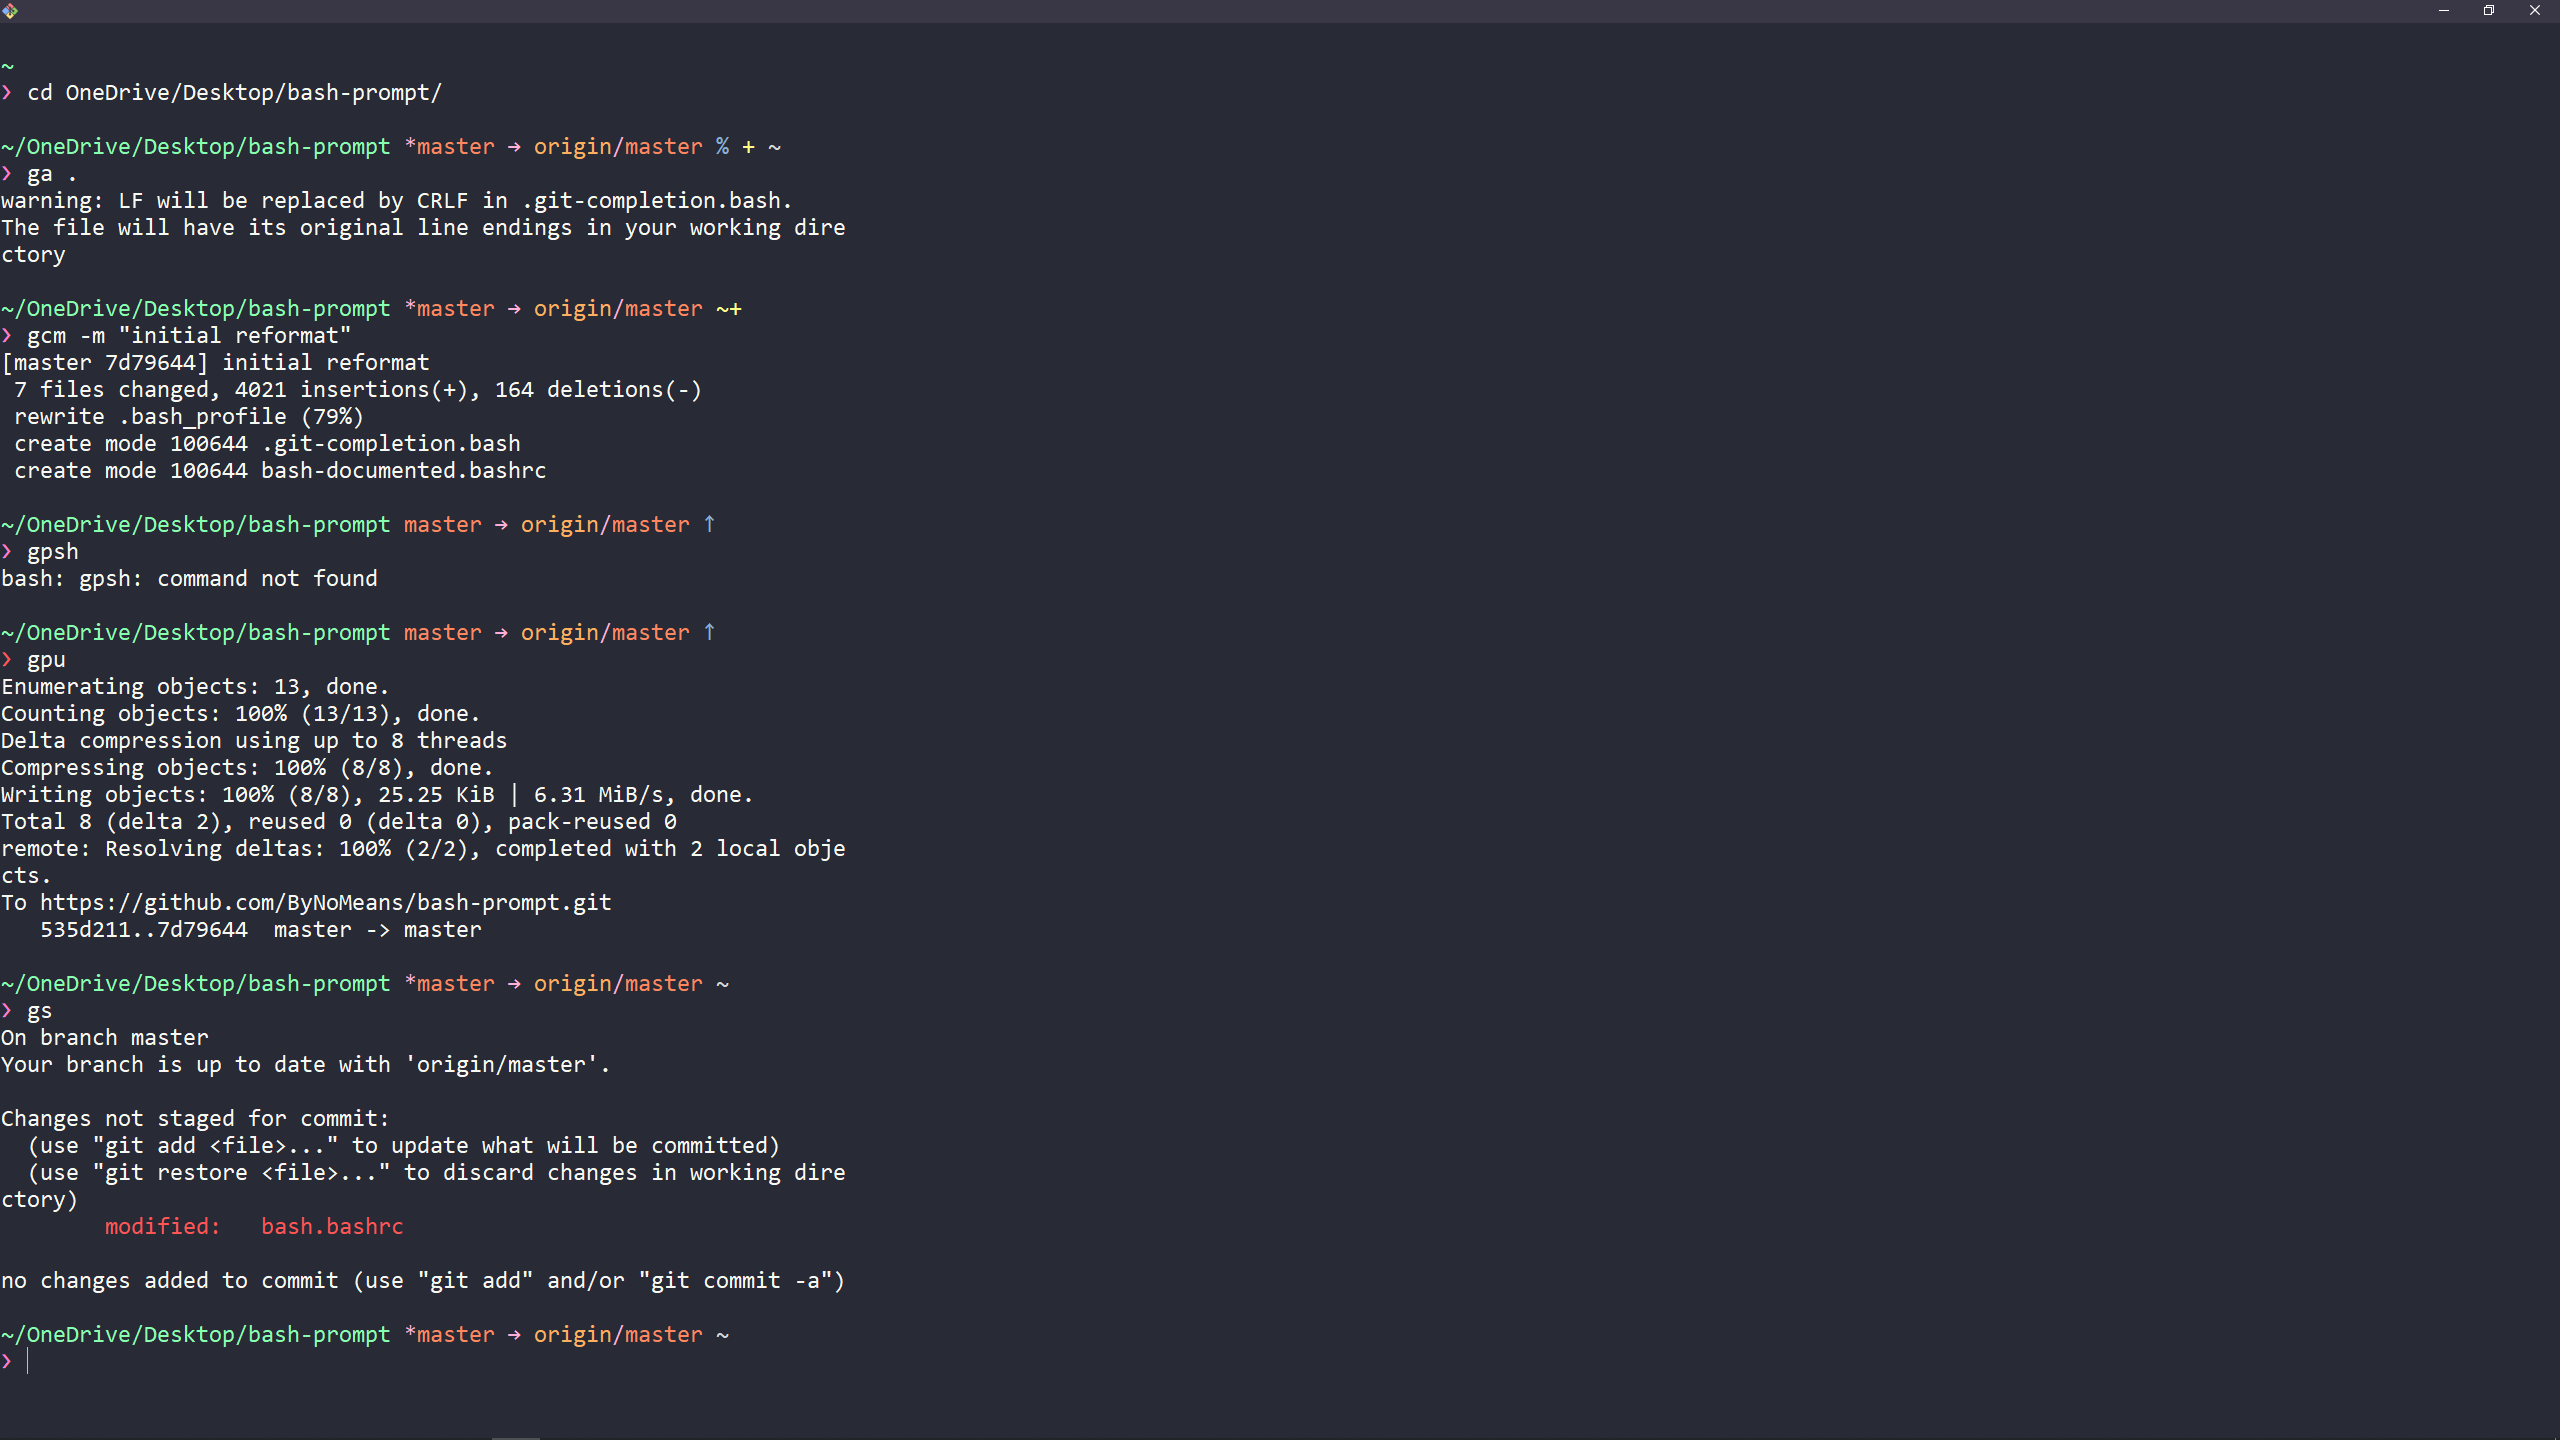 ~
❯ cd OneDrive/Desktop/bash-prompt/
~/OneDrive/Desktop/bash-prompt *master → origin/master % + ~
❯ ga .
warning: LF will be replaced by CRLF in .git-completion.bash.
The file will have its original line endings in your working dire
ctory
~/OneDrive/Desktop/bash-prompt *master → origin/master ~+
❯ gcm -m "initial reformat"
[master 7d79644] initial reformat
 7 files changed, 4021 insertions(+), 164 deletions(-)
 rewrite .bash_profile (79%)
 create mode 100644 .git-completion.bash
 create mode 100644 bash-documented.bashrc
~/OneDrive/Desktop/bash-prompt master → origin/master ↑
❯ gpsh
bash: gpsh: command not found
~/OneDrive/Desktop/bash-prompt master → origin/master ↑
❯ gpu
Enumerating objects: 13, done.
Counting objects: 100% (13/13), done.
Delta compression using up to 8 threads
Compressing objects: 100% (8/8), done.
Writing objects: 100% (8/8), 25.25 KiB | 6.31 MiB/s, done.
Total 8 (delta 2), reused 0 (delta 0), pack-reused 0
remote: Resolving deltas: 100% (2/2), completed with 2 local obje
cts.
To https://github.com/ByNoMeans/bash-prompt.git
   535d211..7d79644  master -> master
~/OneDrive/Desktop/bash-prompt *master → origin/master ~
❯ gs
On branch master
Your branch is up to date with 'origin/master'.
Changes not staged for commit:
  (use "git add <file>..." to update what will be committed)
  (use "git restore <file>..." to discard changes in working dire
ctory)
        modified:   bash.bashrc
no changes added to commit (use "git add" and/or "git commit -a")
~/OneDrive/Desktop/bash-prompt *master → origin/master ~
❯